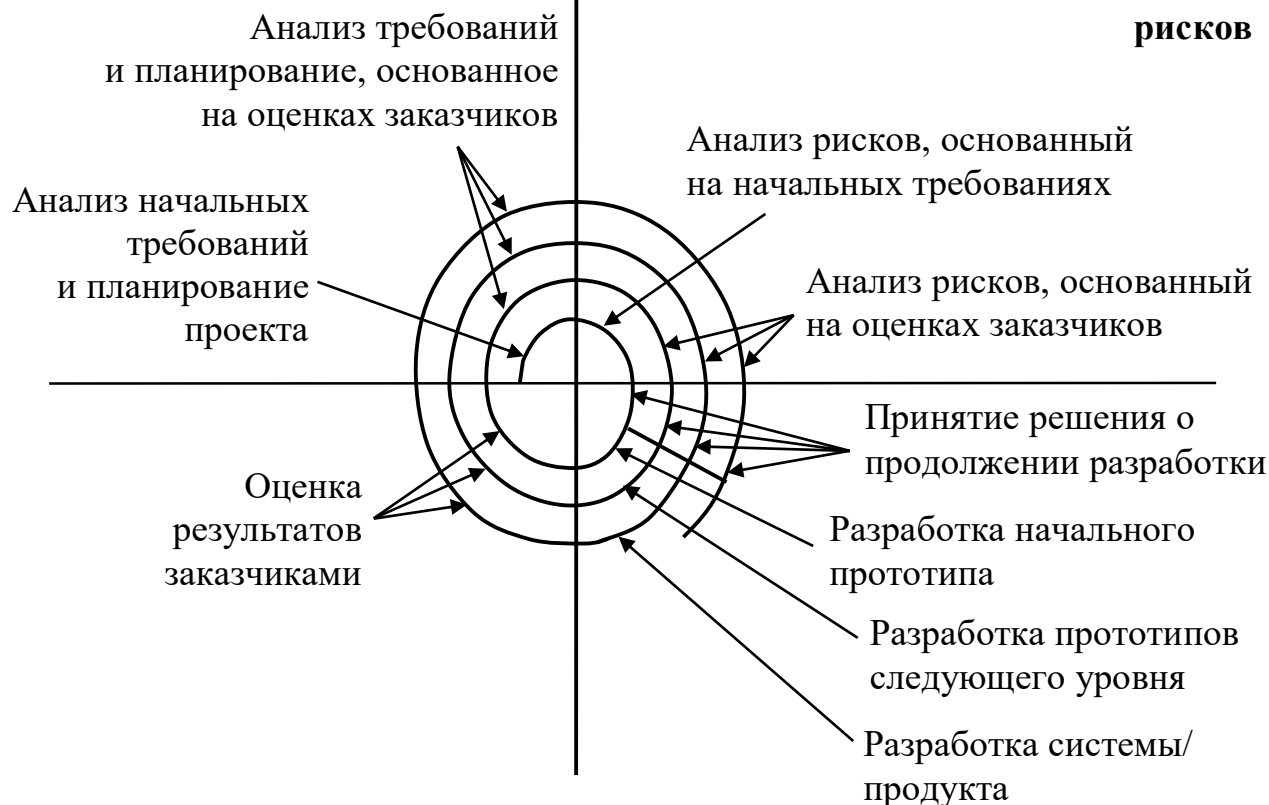 Анализ требований
и планирование, основанное
на оценках заказчиков
рисков
Анализ рисков, основанный
на начальных требованиях
Анализ начальных
требований
и планирование
проекта
Анализ рисков, основанный
на оценках заказчиков
Принятие решения о
продолжении разработки
Оценка
результатов
заказчиками
Разработка начального
прототипа
Разработка прототипов
следующего уровня
Разработка системы/
продукта